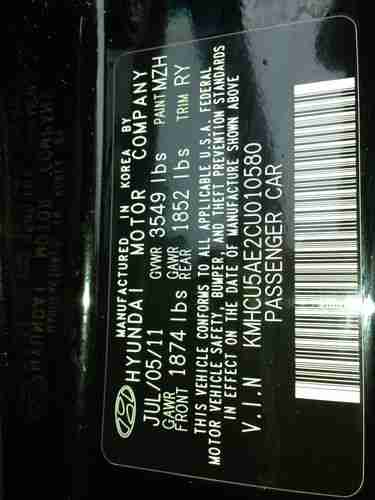 MANUFACTURED IN KOREA BY
HYUNDAI MOTOR COMPANY
JUL/05/11 GVWR 3549 lbs PAINT MZH
GAWR FRONT 1874 lbs GAWR REAR 1852 lbs TRIM RY
THIS VEHICLE CONFORMS TO ALL APPLICABLE U.S.A. FEDERAL
MOTOR VEHICLE SAFETY, BUMPER, AND THEFT PREVENTION STANDARDS
IN EFFECT ON THE DATE OF MANUFACTURE SHOWN ABOVE
V.I.N KMHCU5AE2CU010580
PASSENGER CAR